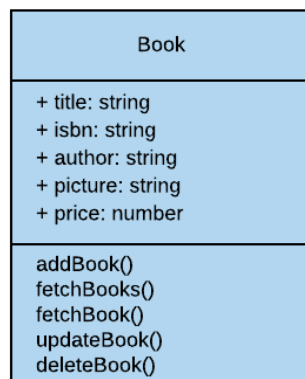 Book
+ title: string
+ isbn: string
+ author: string
+ picture: string
+ price: number
addBook()
fetchBooks()
fetchBook()
updateBook()
deleteBook()